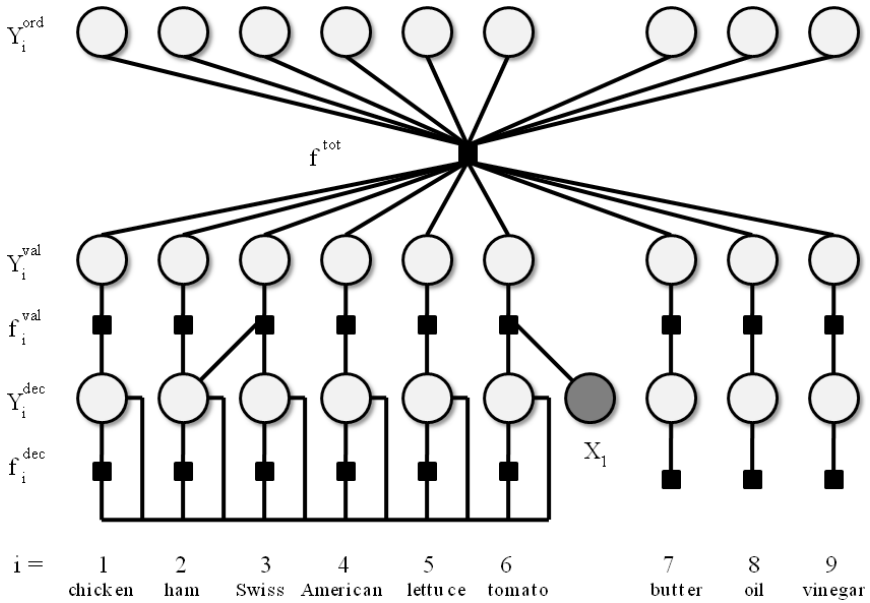 Y_i^ord
f^tot
Y_i^val
f_i^val
Y_i^dec
X_1
f_i^dec
i = 1 2 3 4 5 6 7 8 9
chicken ham Swiss American lettuce tomato butter oil vinegar